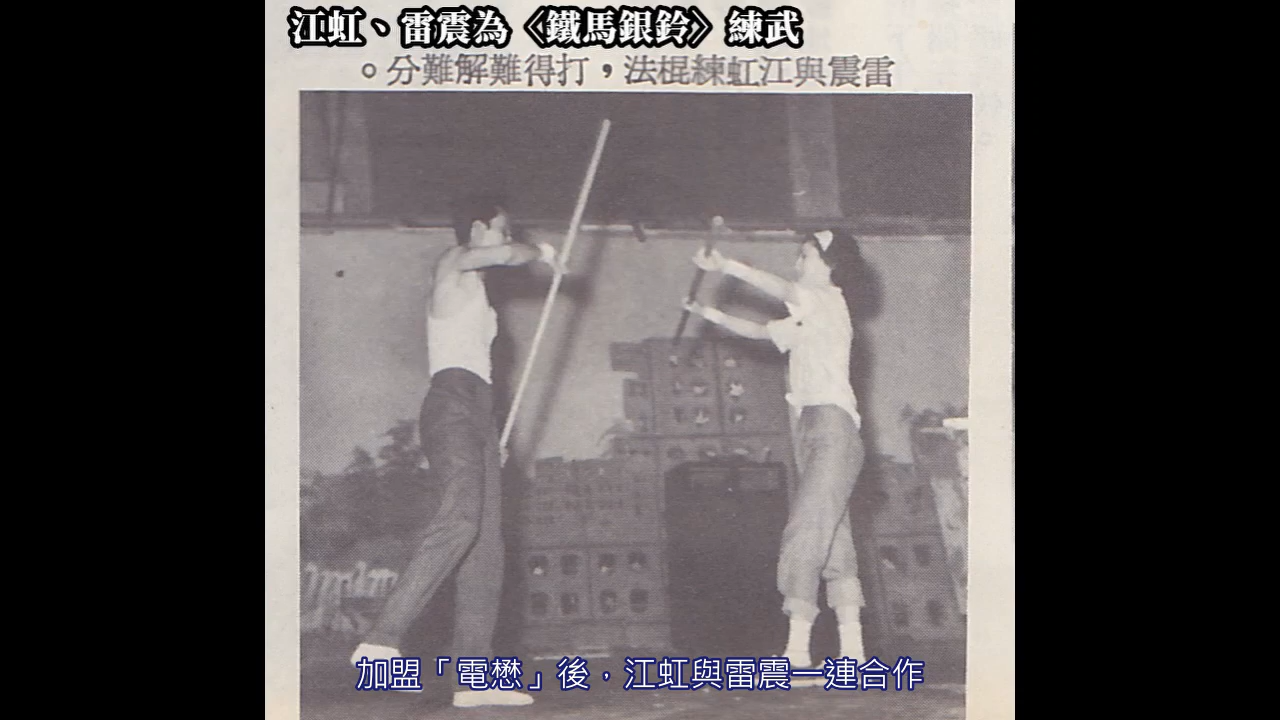 江虹、雷震為〈鐵馬銀鈴〉練武
雷震與江虹練棍法，打得難解難分。
加盟「電懋」後，江虹與雷震一連合作